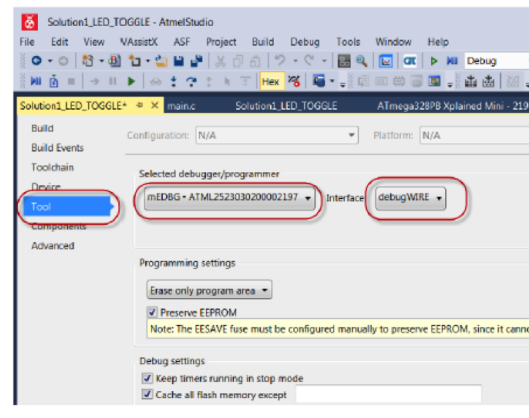 Solution1_LED_TOGGLE - AtmelStudio
File Edit View VAssistX ASF Project Build Debug Tools Window Help
Debug
Hex
Solution1_LED_TOGGLE* main.c Solution1_LED_TOGGLE ATmega328PB Xplained Mini - 219
Build
Configuration: N/A Platform: N/A
Build Events
Toolchain
Selected debugger/programmer
Device
Tool
mEDBG • ATML2523030200002197 Interface: debugWIRE
Components
Advanced
Programming settings
Erase only program area
Preserve EEPROM
Note: The EESAVE fuse must be configured manually to preserve EEPROM, since it canno
Debug settings
Keep timers running in stop mode
Cache all flash memory except